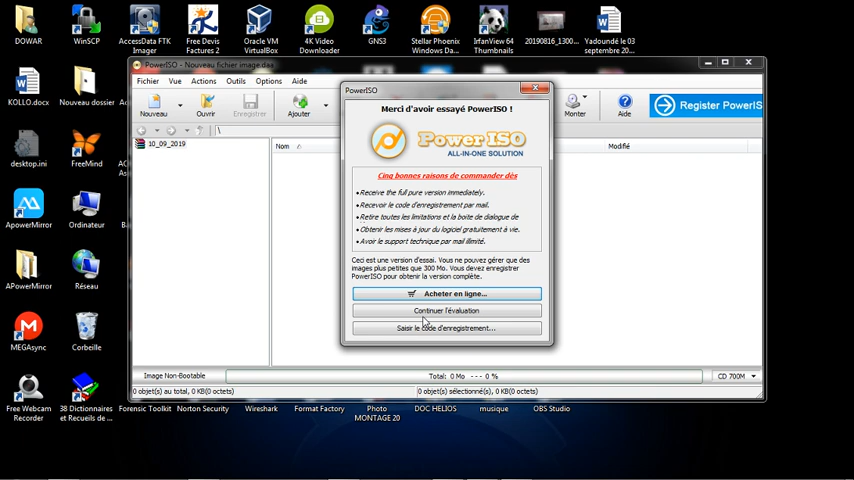 DOWAR
WinSCP
AccessData FTK
Imager
Free Devis
Factures 2
Oracle VM
VirtualBox
4K Video
Downloader
GNS3
Stellar Phoenix
Windows Da...
IrfanView 64
Thumbnails
20190816_1300...
Yadoundé le 03
septembre 20...
KOLLO.docx
Nouveau dossier
desktop.ini
FreeMind
ApowerMirror
Ordinateur
APowerMirror
Réseau
MEGAsync
Corbeille
Free Webcam
Recorder
38 Dictionnaires
et Recueils de ...
Forensic Toolkit
Norton Security
Wireshark
Format Factory
Photo
MONTAGE 20
DOC HELIOS
musique
OBS Studio
PowerISO - Nouveau fichier image.daa
Fichier Vue Actions Outils Options Aide
Nouveau Ouvrir Enregistrer Ajouter Monter Aide
Register PowerIS
\
10_09_2019
Nom
Modifié
PowerISO
Merci d'avoir essayé PowerISO !
Power ISO
ALL-IN-ONE SOLUTION
Cinq bonnes raisons de commander dès
•Receive the full pure version immediately.
•Recevoir le code d'enregistrement par mail.
•Retire toutes les limitations et la boite de dialogue de
•Obtenir les mises à jour du logiciel gratuitement à vie.
•Avoir le support technique par mail illimité.
Ceci est une version d'essai. Vous ne pouvez gérer que des
images plus petites que 300 Mo. Vous devez enregistrer
PowerISO pour obtenir la version complète.
Acheter en ligne...
Continuer l'évaluation
Saisir le code d'enregistrement...
Image Non-Bootable
Total: 0 Mo --- 0 %
CD 700M
0 objet(s) au total, 0 KB(0 octets)
0 objet(s) sélectionné(s), 0 KB(0 octets)